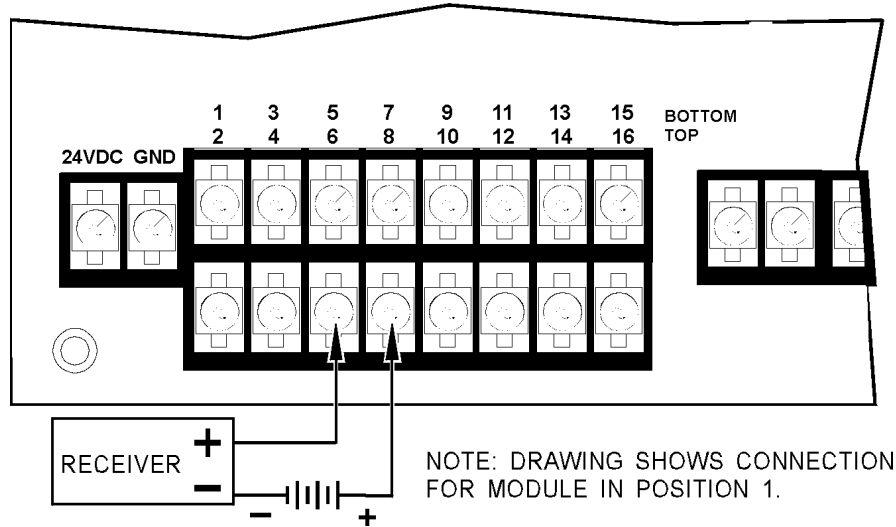 1 3 5 7 9 11 13 15 BOTTOM
2 4 6 8 10 12 14 16 TOP
24VDC GND
RECEIVER + −
− +
NOTE: DRAWING SHOWS CONNECTION
FOR MODULE IN POSITION 1.